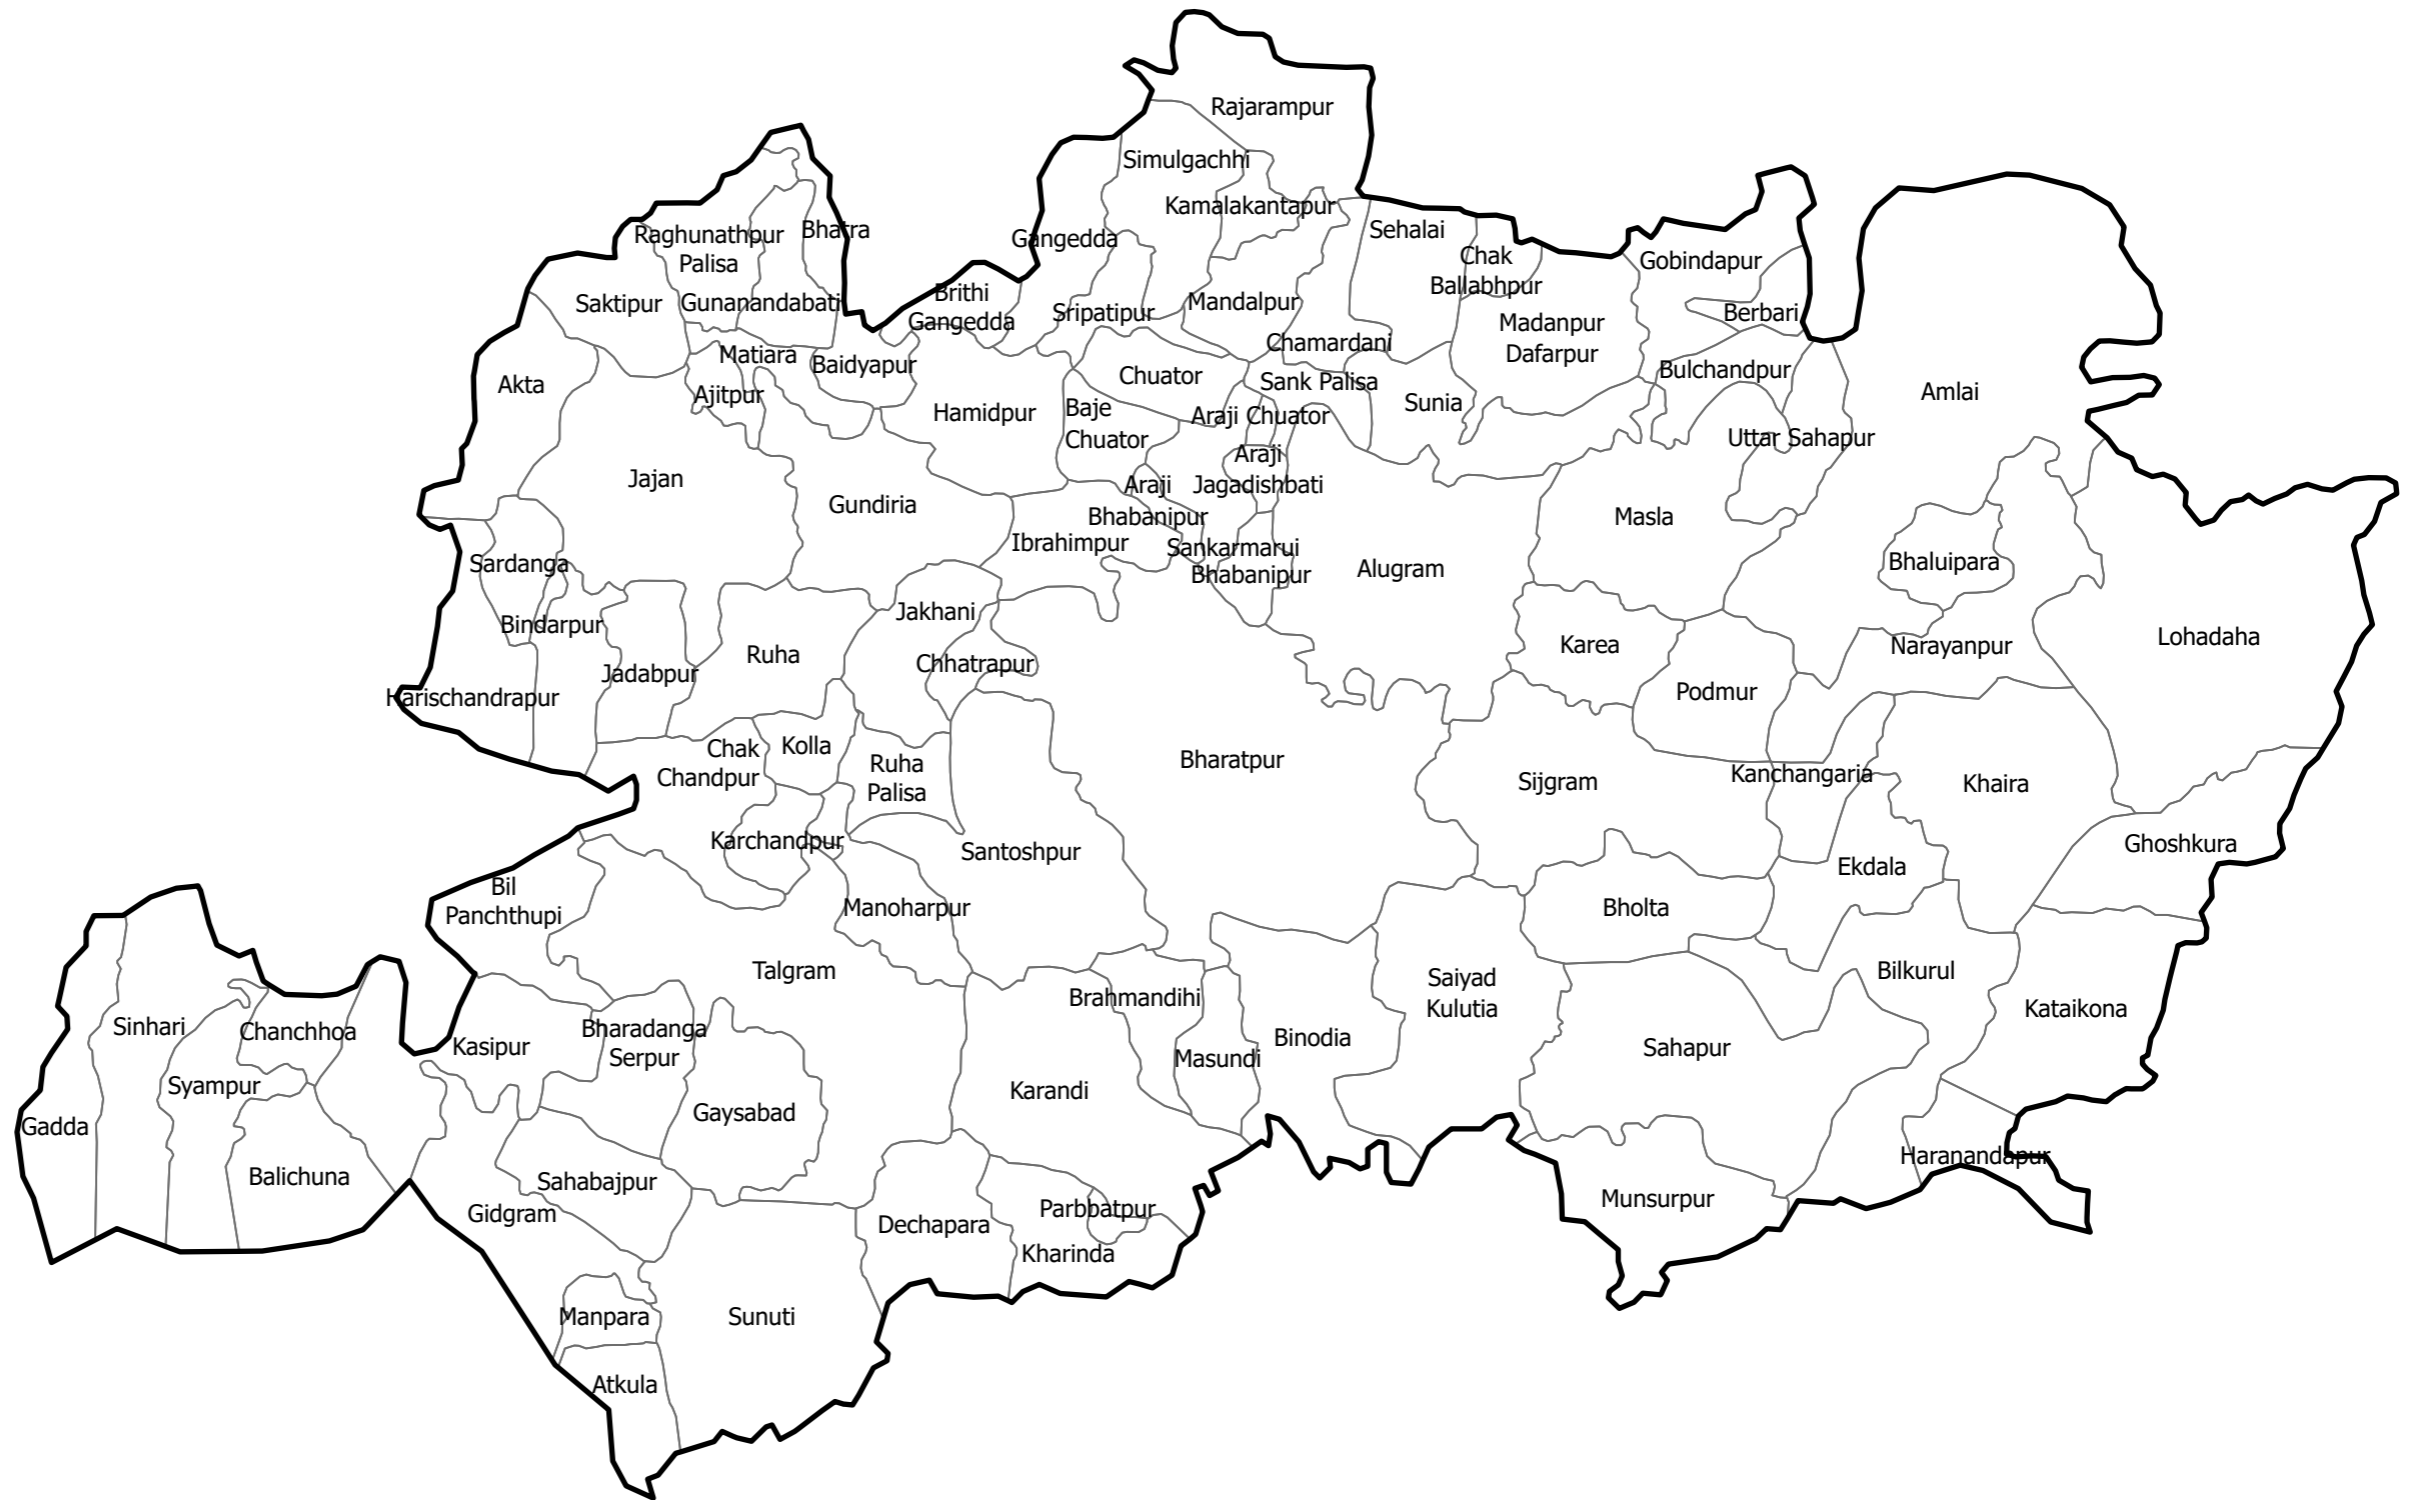 Rajarampur
Simulgachhi
Kamalakantapur
Raghunathpur
Palisa
Bhatra
Gangedda
Sehalai
Chak
Ballabhpur
Gobindapur
Saktipur
Gunanandabati
Brithi
Gangedda
Sripatipur
Mandalpur
Berbari
Madanpur
Dafarpur
Matiara
Baidyapur
Chamardani
Akta
Ajitpur
Chuator
Sank Palisa
Bulchandpur
Amlai
Hamidpur
Baje
Chuator
Araji Chuator
Sunia
Uttar Sahapur
Jajan
Gundiria
Araji
Bhabanipur
Araji
Jagadishbati
Masla
Ibrahimpur
Sankarmarui
Bhabanipur
Alugram
Bhaluipara
Sardanga
Bindarpur
Jakhani
Karea
Narayanpur
Lohadaha
Harischandrapur
Jadabpur
Ruha
Chhatrapur
Podmur
Chak
Chandpur
Kolla
Ruha
Palisa
Bharatpur
Sijgram
Kanchangaria
Khaira
Karchandpur
Santoshpur
Ekdala
Ghoshkura
Bil
Panchthupi
Manoharpur
Bholta
Talgram
Brahmandihi
Saiyad
Kulutia
Bilkurul
Kataikona
Sinhari
Chanchhoa
Kasipur
Bharadanga
Serpur
Masundi
Binodia
Sahapur
Syampur
Gadda
Gaysabad
Karandi
Balichuna
Sahabajpur
Gidgram
Dechapara
Parbbatpur
Kharinda
Munsurpur
Haranandapur
Manpara
Sunuti
Atkula